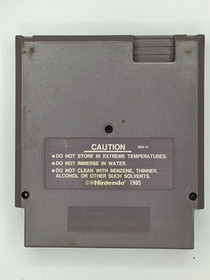 CAUTION
REV-A
• DO NOT STORE IN EXTREME TEMPERATURES.
• DO NOT IMMERSE IN WATER.
• DO NOT CLEAN WITH BENZENE, THINNER,
ALCOHOL OR OTHER SUCH SOLVENTS.
©®Nintendo 1985